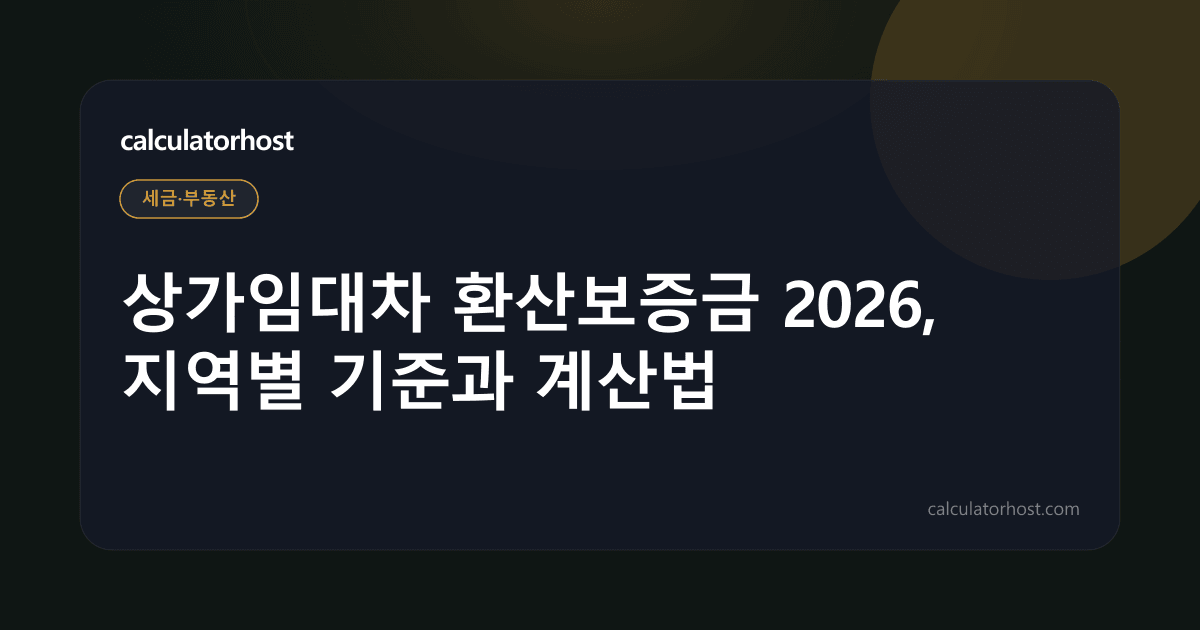 calculatorhost
세금·부동산
상가임대차 환산보증금 2026,
지역별 기준과 계산법
calculatorhost.com